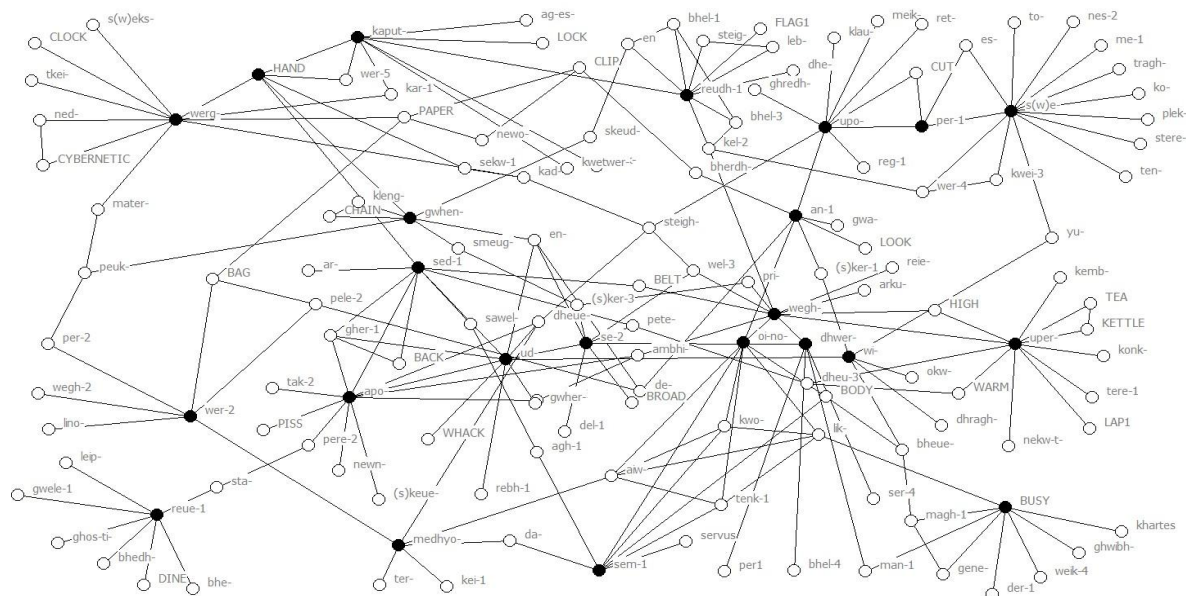 s(w)eks-
CLOCK
tkei-
ned-
CYBERNETIC
werg-
HAND
kaput-
ag-es-
LOCK
wer-5
kar-1
CLIP
PAPER
newo-
sekw-1
kad-
kwetwer-
skeud-
en
bhel-1
steig-
FLAG1
leb-
reudh-1
dhe-
ghredh-
bhel-3
kel-2
bherdh-
klau-
meik-
ret-
es-
CUT
upo-
per-1
reg-1
to-
nes-2
me-1
tragh-
ko-
s(w)e-
plek-
stere-
ten-
kwei-3
wer-4
yu-
mater-
peuk-
per-2
kleng-
CHAIN
gwhen-
smeug-
en-
steigh-
wel-3
BELT
pri-
an-1
gwa-
LOOK
(s)ker-1
reie-
arku-
wegh-
HIGH
kemb-
TEA
KETTLE
uper-
konk-
tere-1
LAP1
nekw-t-
WARM
BAG
ar-
sed-1
pele-2
gher-1
BACK
sawel-
dheue-
(s)ker-3
pete-
se-2
ambhi-
ud-
oi-no-
dhwer-
wi-
okw-
dheu-3
BODY
dhragh-
bheue-
wegh-2
lino-
wer-2
tak-2
PISS
apo-
pere-2
newn-
(s)keue-
WHACK
gwher-
del-1
de-
BROAD
agh-1
rebh-1
kwo-
lik-
aiw-
tenk-1
ser-4
leip-
gwele-1
sta-
reue-1
ghos-ti-
bhedh-
DINE
bhe-
medhyo-
ter-
kei-1
da-
sem-1
servus
per1
bhel-4
man-1
magh-1
gene-
BUSY
der-1
weik-4
ghwibh-
khartes